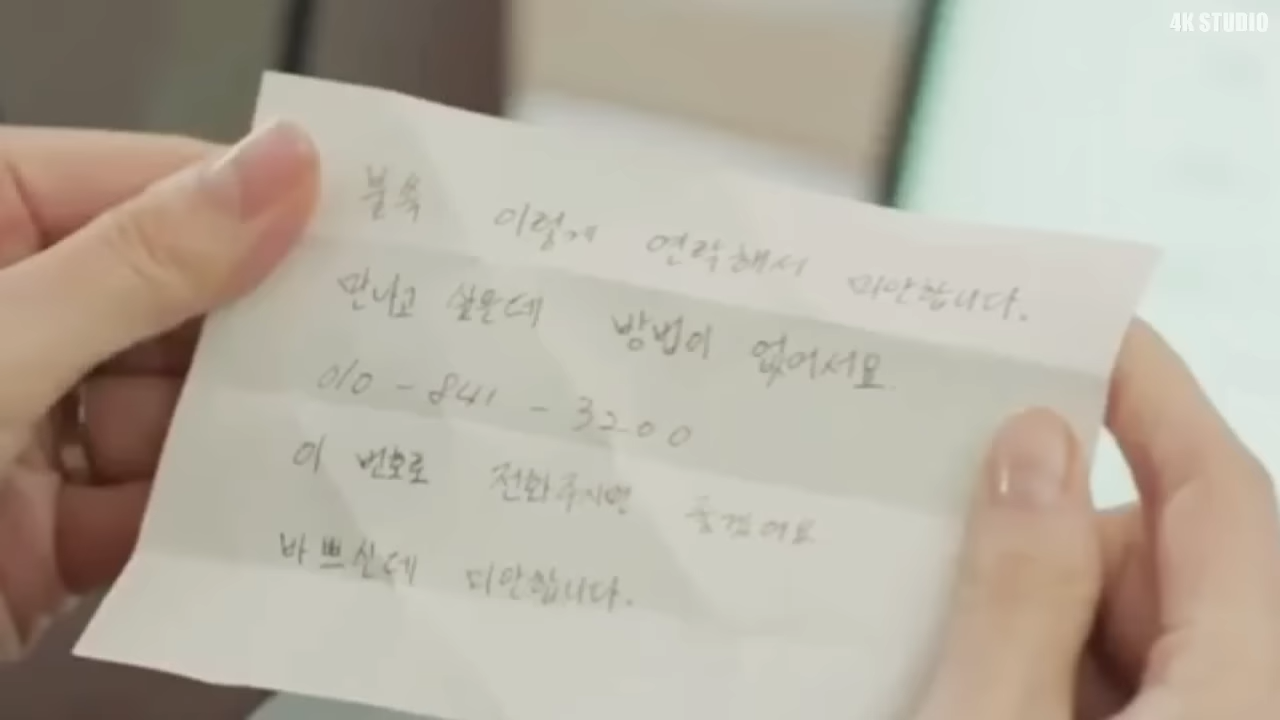 4K STUDIO
불쑥 이렇게 연락해서 미안합니다.
만나고 싶은데 방법이 없어서요.
010 - 841 - 3200
이 번호로 전화주시면 좋겠어요
바쁘신데 미안합니다.